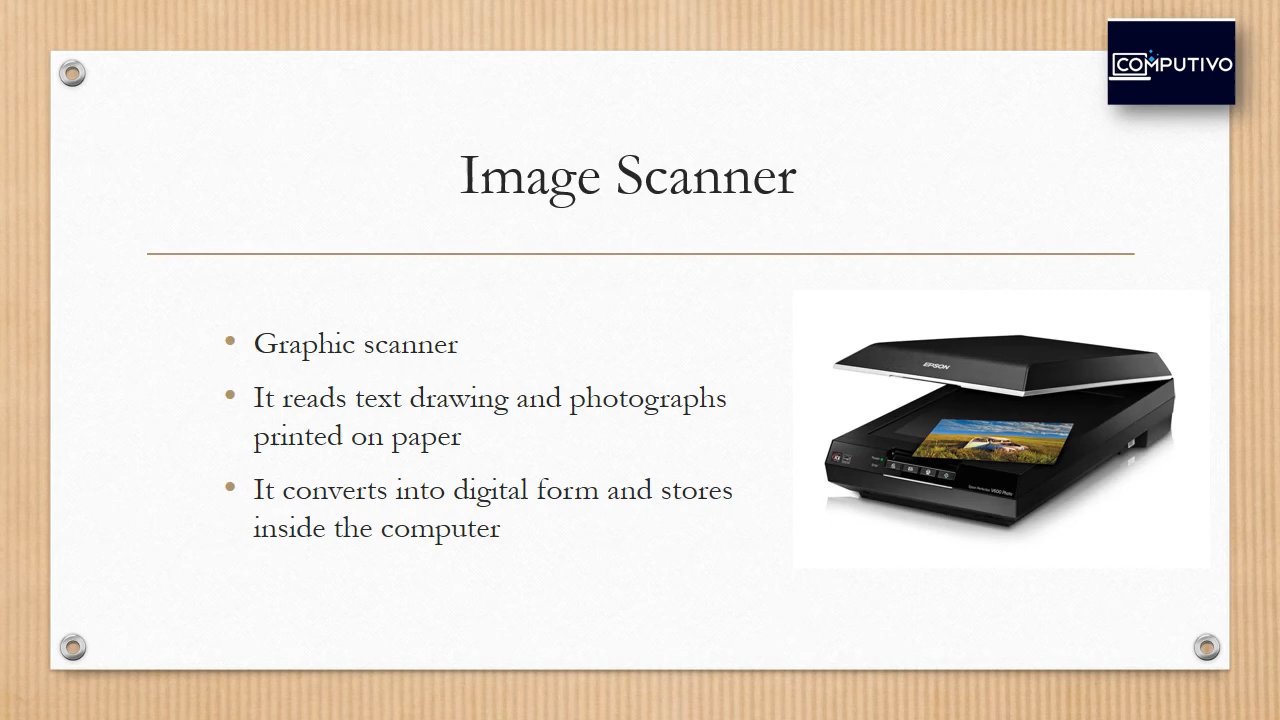 COMPUTIVO
Image Scanner
Graphic scanner
It reads text drawing and photographs
printed on paper
It converts into digital form and stores
inside the computer
EPSON